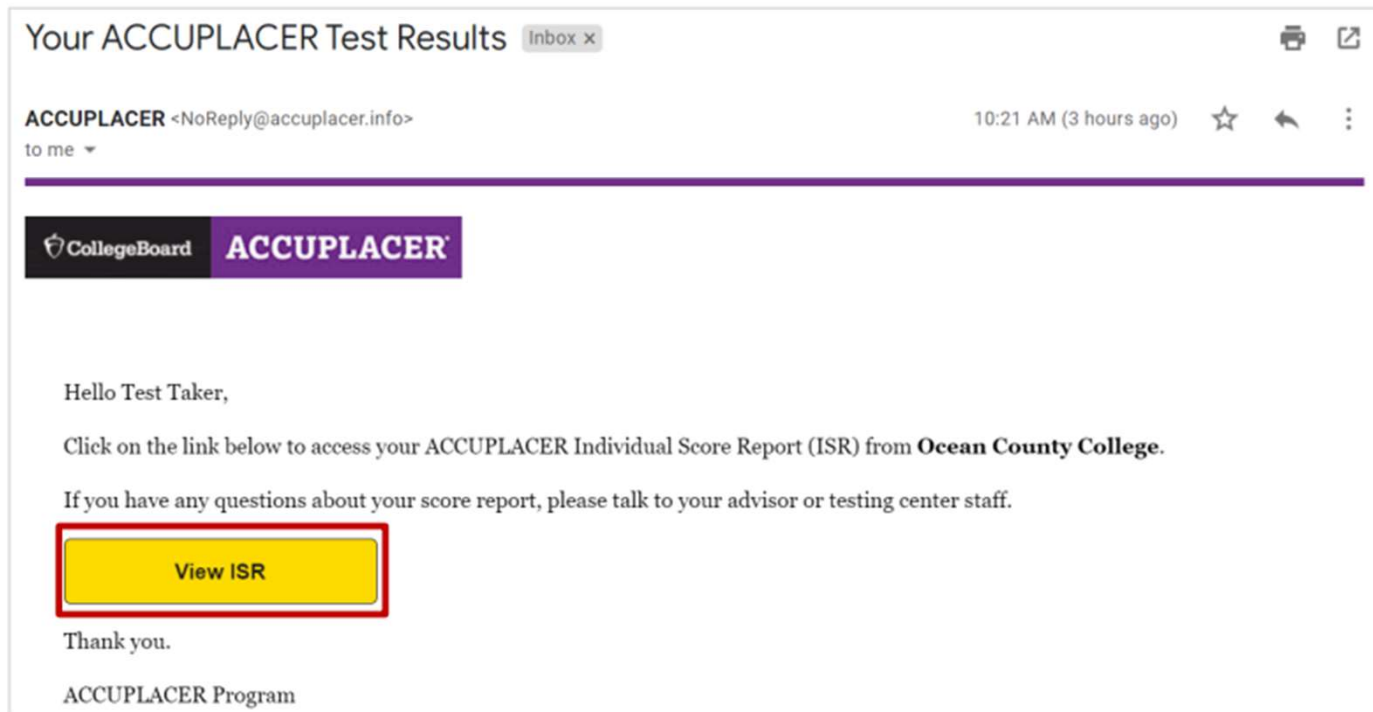 Your ACCUPLACER Test Results Inbox x
ACCUPLACER <NoReply@accuplacer.info> 10:21 AM (3 hours ago)
to me
CollegeBoard ACCUPLACER
Hello Test Taker,
Click on the link below to access your ACCUPLACER Individual Score Report (ISR) from Ocean County College.
If you have any questions about your score report, please talk to your advisor or testing center staff.
View ISR
Thank you.
ACCUPLACER Program